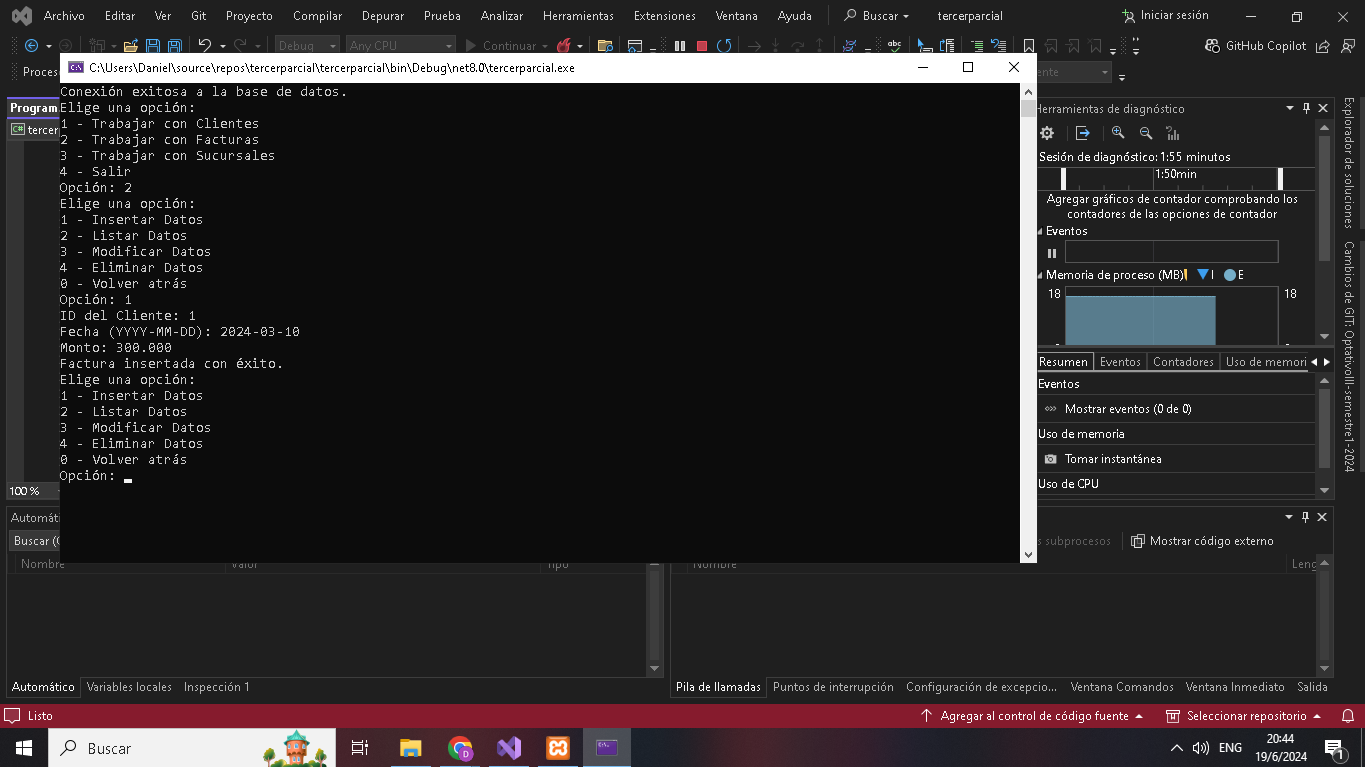 Archivo Editar Ver Git Proyecto Compilar Depurar Prueba Analizar Herramientas Extensiones Ventana Ayuda Buscar tercerparcial Iniciar sesión
Debug Any CPU Continuar GitHub Copilot
Proces
C:\Users\Daniel\source\repos\tercerparcial\tercerparcial\bin\Debug\net8.0\tercerparcial.exe
Conexión exitosa a la base de datos.
Elige una opción:
1 - Trabajar con Clientes
2 - Trabajar con Facturas
3 - Trabajar con Sucursales
4 - Salir
Opción: 2
Elige una opción:
1 - Insertar Datos
2 - Listar Datos
3 - Modificar Datos
4 - Eliminar Datos
0 - Volver atrás
Opción: 1
ID del Cliente: 1
Fecha (YYYY-MM-DD): 2024-03-10
Monto: 300.000
Factura insertada con éxito.
Elige una opción:
1 - Insertar Datos
2 - Listar Datos
3 - Modificar Datos
4 - Eliminar Datos
0 - Volver atrás
Opción:
Program
C# tercer
100 %
Herramientas de diagnóstico
Sesión de diagnóstico: 1:55 minutos
1:50min
Agregar gráficos de contador comprobando los
contadores de las opciones de contador
Eventos
Memoria de proceso (MB) I E
18 18
Resumen Eventos Contadores Uso de memori
Eventos
Mostrar eventos (0 de 0)
Uso de memoria
Tomar instantánea
Uso de CPU
Explorador de soluciones
Cambios de GIT: OptativoIII-semestre1-2024
Automáti
Buscar (C
Nombre Valor Tipo
subprocesos Mostrar código externo
Nombre Leng
Automático Variables locales Inspección 1
Pila de llamadas Puntos de interrupción Configuración de excepcio... Ventana Comandos Ventana Inmediato Salida
Listo Agregar al control de código fuente Seleccionar repositorio
Buscar ENG 20:44
19/6/2024 1